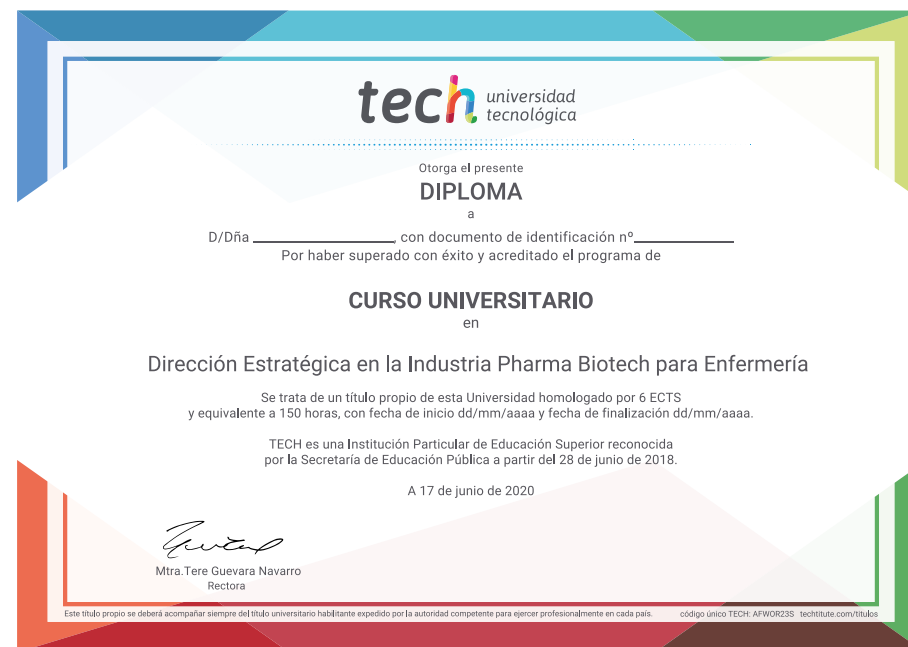 tech universidad
tecnológica
Otorga el presente
DIPLOMA
a
D/Dña ____________________, con documento de identificación nº______________
Por haber superado con éxito y acreditado el programa de
CURSO UNIVERSITARIO
en
Dirección Estratégica en la Industria Pharma Biotech para Enfermería
Se trata de un título propio de esta Universidad homologado por 6 ECTS
y equivalente a 150 horas, con fecha de inicio dd/mm/aaaa y fecha de finalización dd/mm/aaaa.
TECH es una Institución Particular de Educación Superior reconocida
por la Secretaría de Educación Pública a partir del 28 de junio de 2018.
A 17 de junio de 2020
Mtra.Tere Guevara Navarro
Rectora
Este título propio se deberá acompañar siempre del título universitario habilitante expedido por la autoridad competente para ejercer profesionalmente en cada país. código único TECH: AFWOR23S techtitute.com/titulos